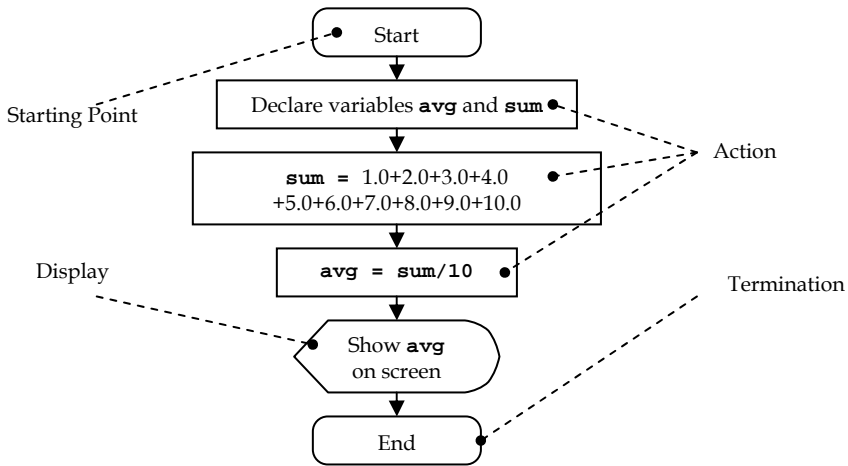 Start
Starting Point
Declare variables avg and sum
Action
sum = 1.0+2.0+3.0+4.0
+5.0+6.0+7.0+8.0+9.0+10.0
avg = sum/10
Display
Termination
Show avg
on screen
End